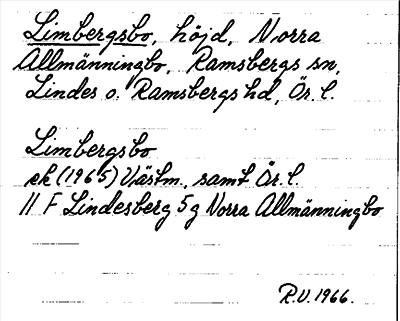 Limbergsbo, höjd, Norra
Allmänningbo, Ramsbergs sn,
Lindes o. Ramsbergs hd, Ör. l.
Limbergsbo
ek (1965) Västm. samt Ör. l.
11 F Lindesberg 5 g Norra Allmänningbo
R.U. 1966.